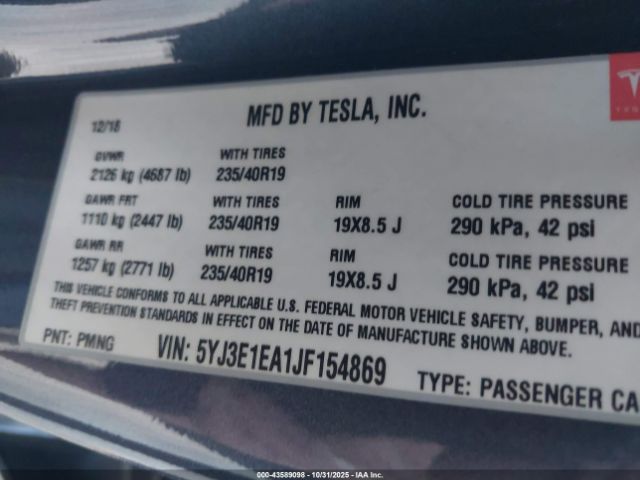 MFD BY TESLA, INC.
12/18
GVWR
2126 kg (4687 lb)
WITH TIRES
235/40R19
GAWR FRT
1110 kg (2447 lb)
WITH TIRES
235/40R19
RIM
19X8.5 J
COLD TIRE PRESSURE
290 kPa, 42 psi
GAWR RR
1257 kg (2771 lb)
WITH TIRES
235/40R19
RIM
19X8.5 J
COLD TIRE PRESSURE
290 kPa, 42 psi
THIS VEHICLE CONFORMS TO ALL APPLICABLE U.S. FEDERAL MOTOR VEHICLE SAFETY, BUMPER, AND
THEFT PREVENTION STANDARDS IN EFFECT ON THE DATE OF MANUFACTURE SHOWN ABOVE.
PNT: PMNG
VIN: 5YJ3E1EA1JF154869
TYPE: PASSENGER CA
000-43589098 - 10/31/2025 - IAA Inc.